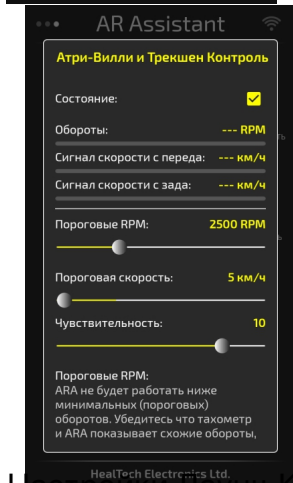 AR Assistant
Атри-Вилли и Трекшен Контроль
Состояние:
Обороты: --- RPM
Сигнал скорости с переда: --- км/ч
Сигнал скорости с зада: --- км/ч
Пороговые RPM: 2500 RPM
Пороговая скорость: 5 км/ч
Чувствительность: 10
Пороговые RPM:
ARA не будет работать ниже
минимальных (пороговых)
оборотов. Убедитесь что тахометр
и ARA показывает схожие обороты,
HealTech Electronics Ltd.